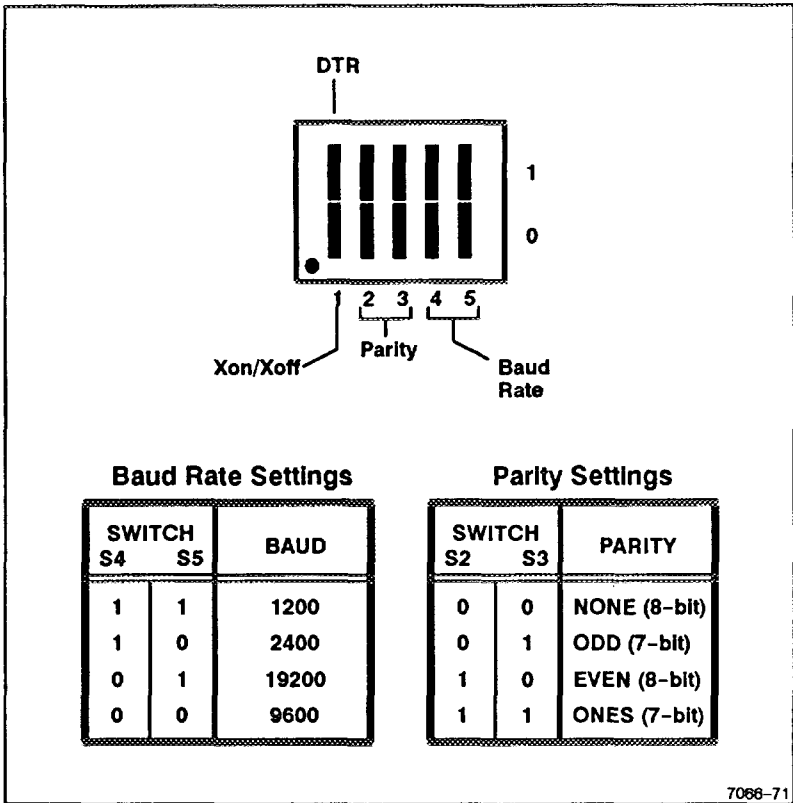 DTR
1
0
1 2 3 4 5
Xon/Xoff
Parity
Baud
Rate
Baud Rate Settings
SWITCH
S4 S5 BAUD
1 1 1200
1 0 2400
0 1 19200
0 0 9600
Parity Settings
SWITCH
S2 S3 PARITY
0 0 NONE (8-bit)
0 1 ODD (7-bit)
1 0 EVEN (8-bit)
1 1 ONES (7-bit)
7066-71